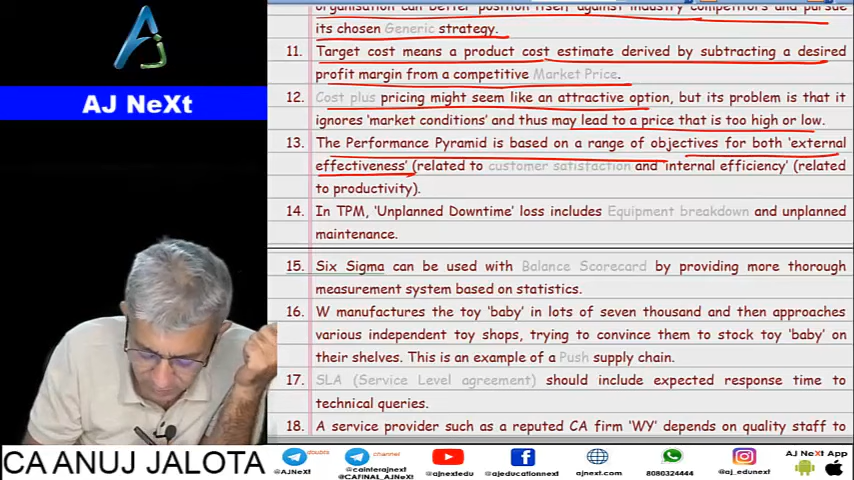 organisation can better position itself against industry competitors and pursue
its chosen Generic strategy.
11. Target cost means a product cost estimate derived by subtracting a desired
profit margin from a competitive Market Price.
12. Cost plus pricing might seem like an attractive option, but its problem is that it
ignores 'market conditions' and thus may lead to a price that is too high or low.
13. The Performance Pyramid is based on a range of objectives for both 'external
effectiveness' (related to customer satisfaction and 'internal efficiency' (related
to productivity).
14. In TPM, 'Unplanned Downtime' loss includes Equipment breakdown and unplanned
maintenance.
15. Six Sigma can be used with Balance Scorecard by providing more thorough
measurement system based on statistics.
16. W manufactures the toy 'baby' in lots of seven thousand and then approaches
various independent toy shops, trying to convince them to stock toy 'baby' on
their shelves. This is an example of a Push supply chain.
17. SLA (Service Level agreement) should include expected response time to
technical queries.
18. A service provider such as a reputed CA firm 'WY' depends on quality staff to
AJ
AJ NeXt
CA ANUJ JALOTA
doubts
@AJNeXt
channel
@cainterajnext
@CAFINAL_AJNeXt
@ajnextedu
@ajeducationnext
ajnext.com
8080324444
@aj_edunext
AJ NeXt App